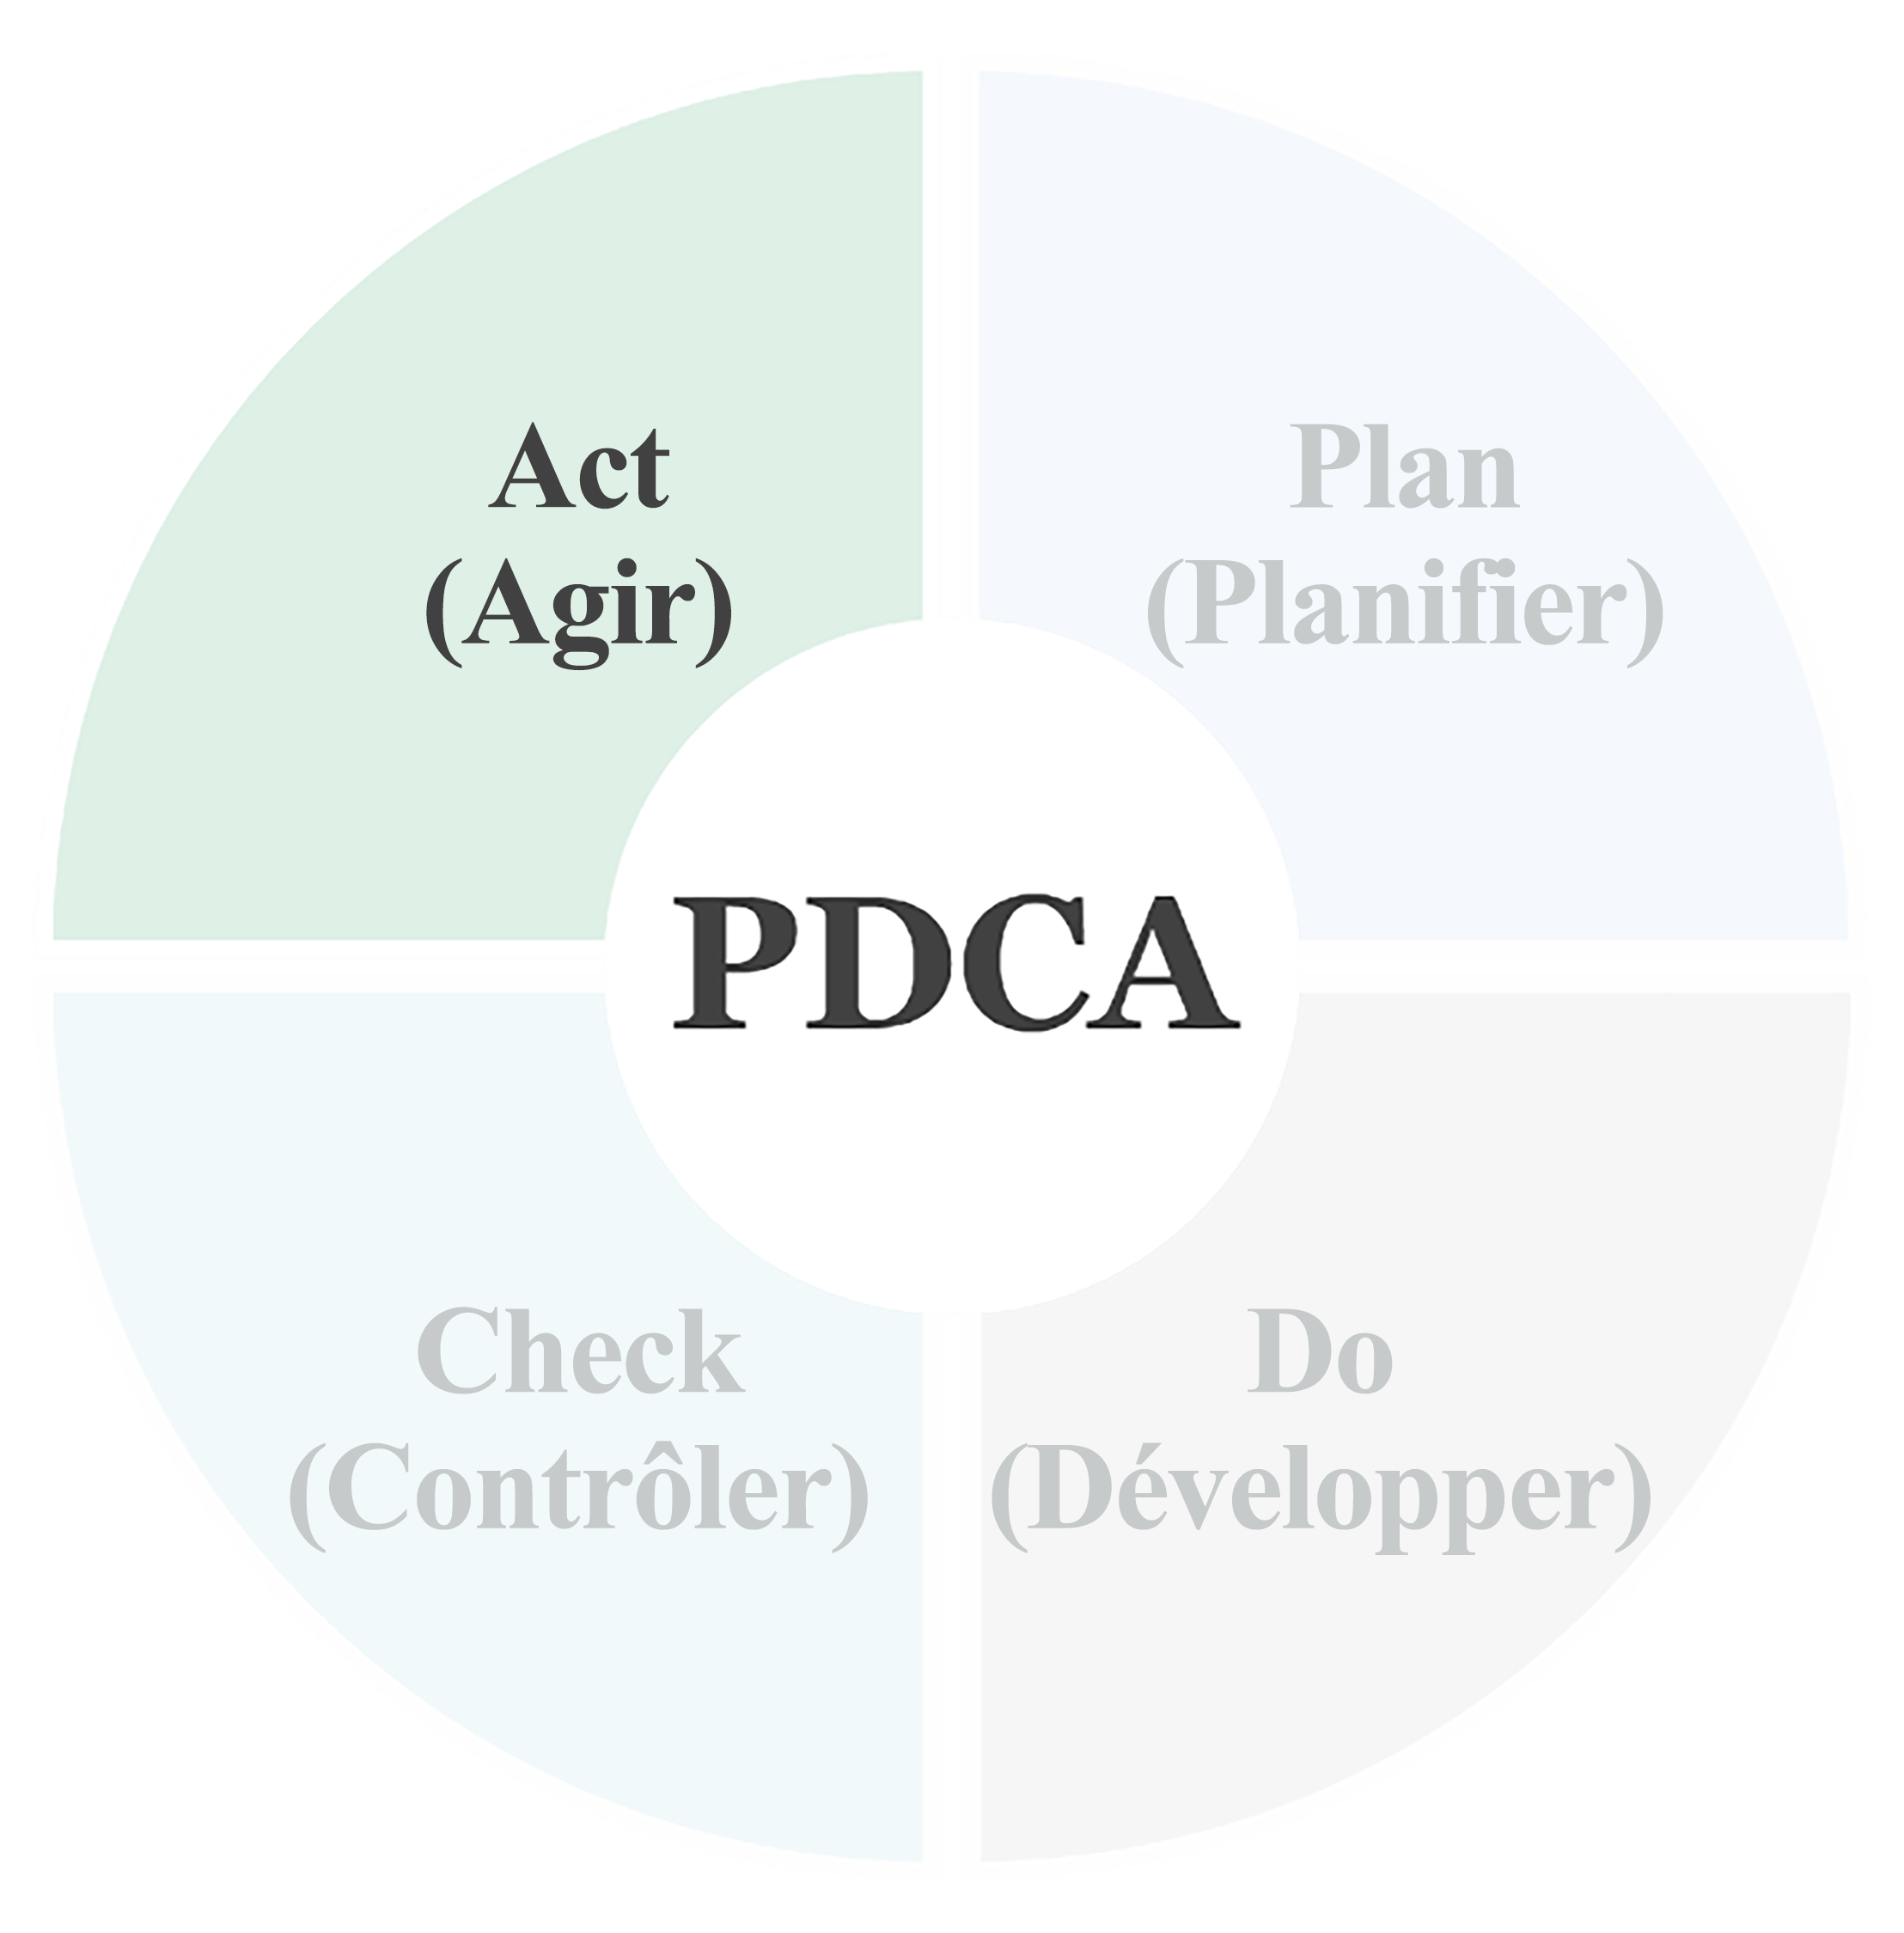 Act
(Agir)
Plan
(Planifier)
PDCA
Check
(Contrôler)
Do
(Développer)